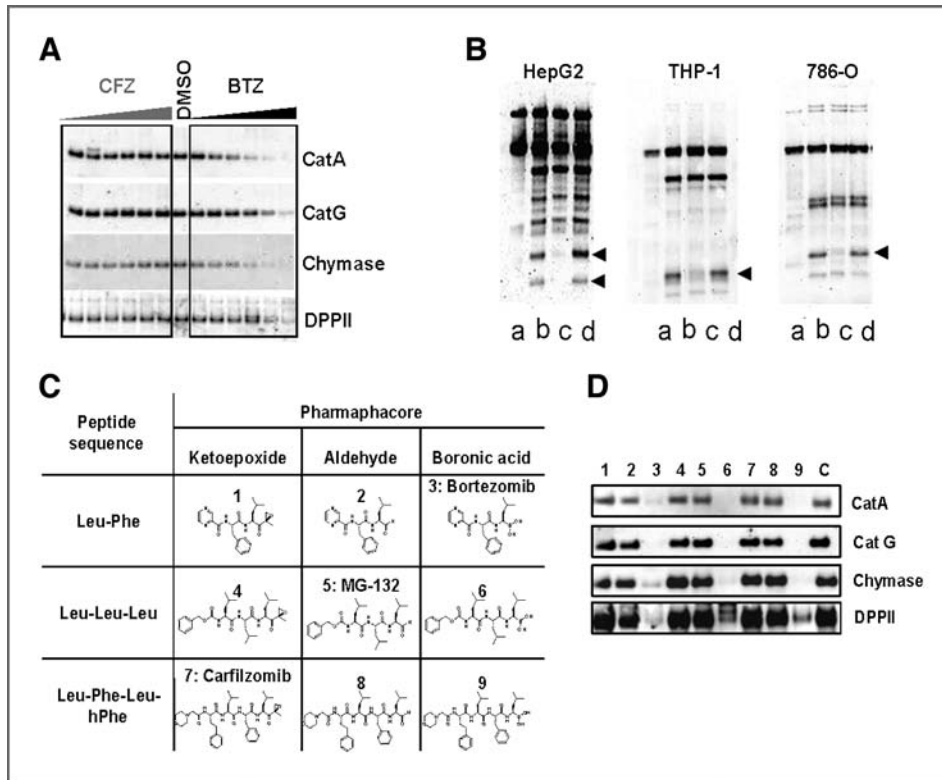 A
CFZ DMSO BTZ
CatA
CatG
Chymase
DPPII
B
HepG2 THP-1 786-O
a b c d a b c d a b c d
C
Peptide sequence
Pharmaphacore
Ketoepoxide Aldehyde Boronic acid
Leu-Phe
1 2 3: Bortezomib
Leu-Leu-Leu
4 5: MG-132 6
Leu-Phe-Leu-
hPhe
7: Carfilzomib 8 9
D
1 2 3 4 5 6 7 8 9 C
CatA
Cat G
Chymase
DPPII